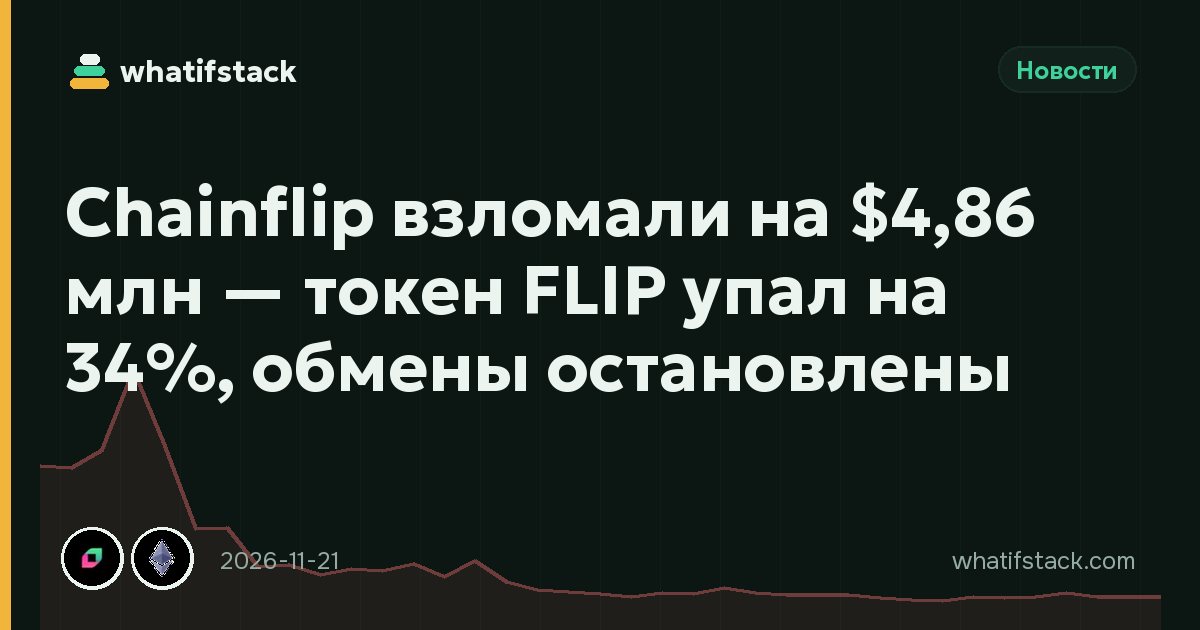 whatifstack
Новости
Chainflip взломали на $4,86
млн — токен FLIP упал на
34%, обмены остановлены
2026-11-21
whatifstack.com